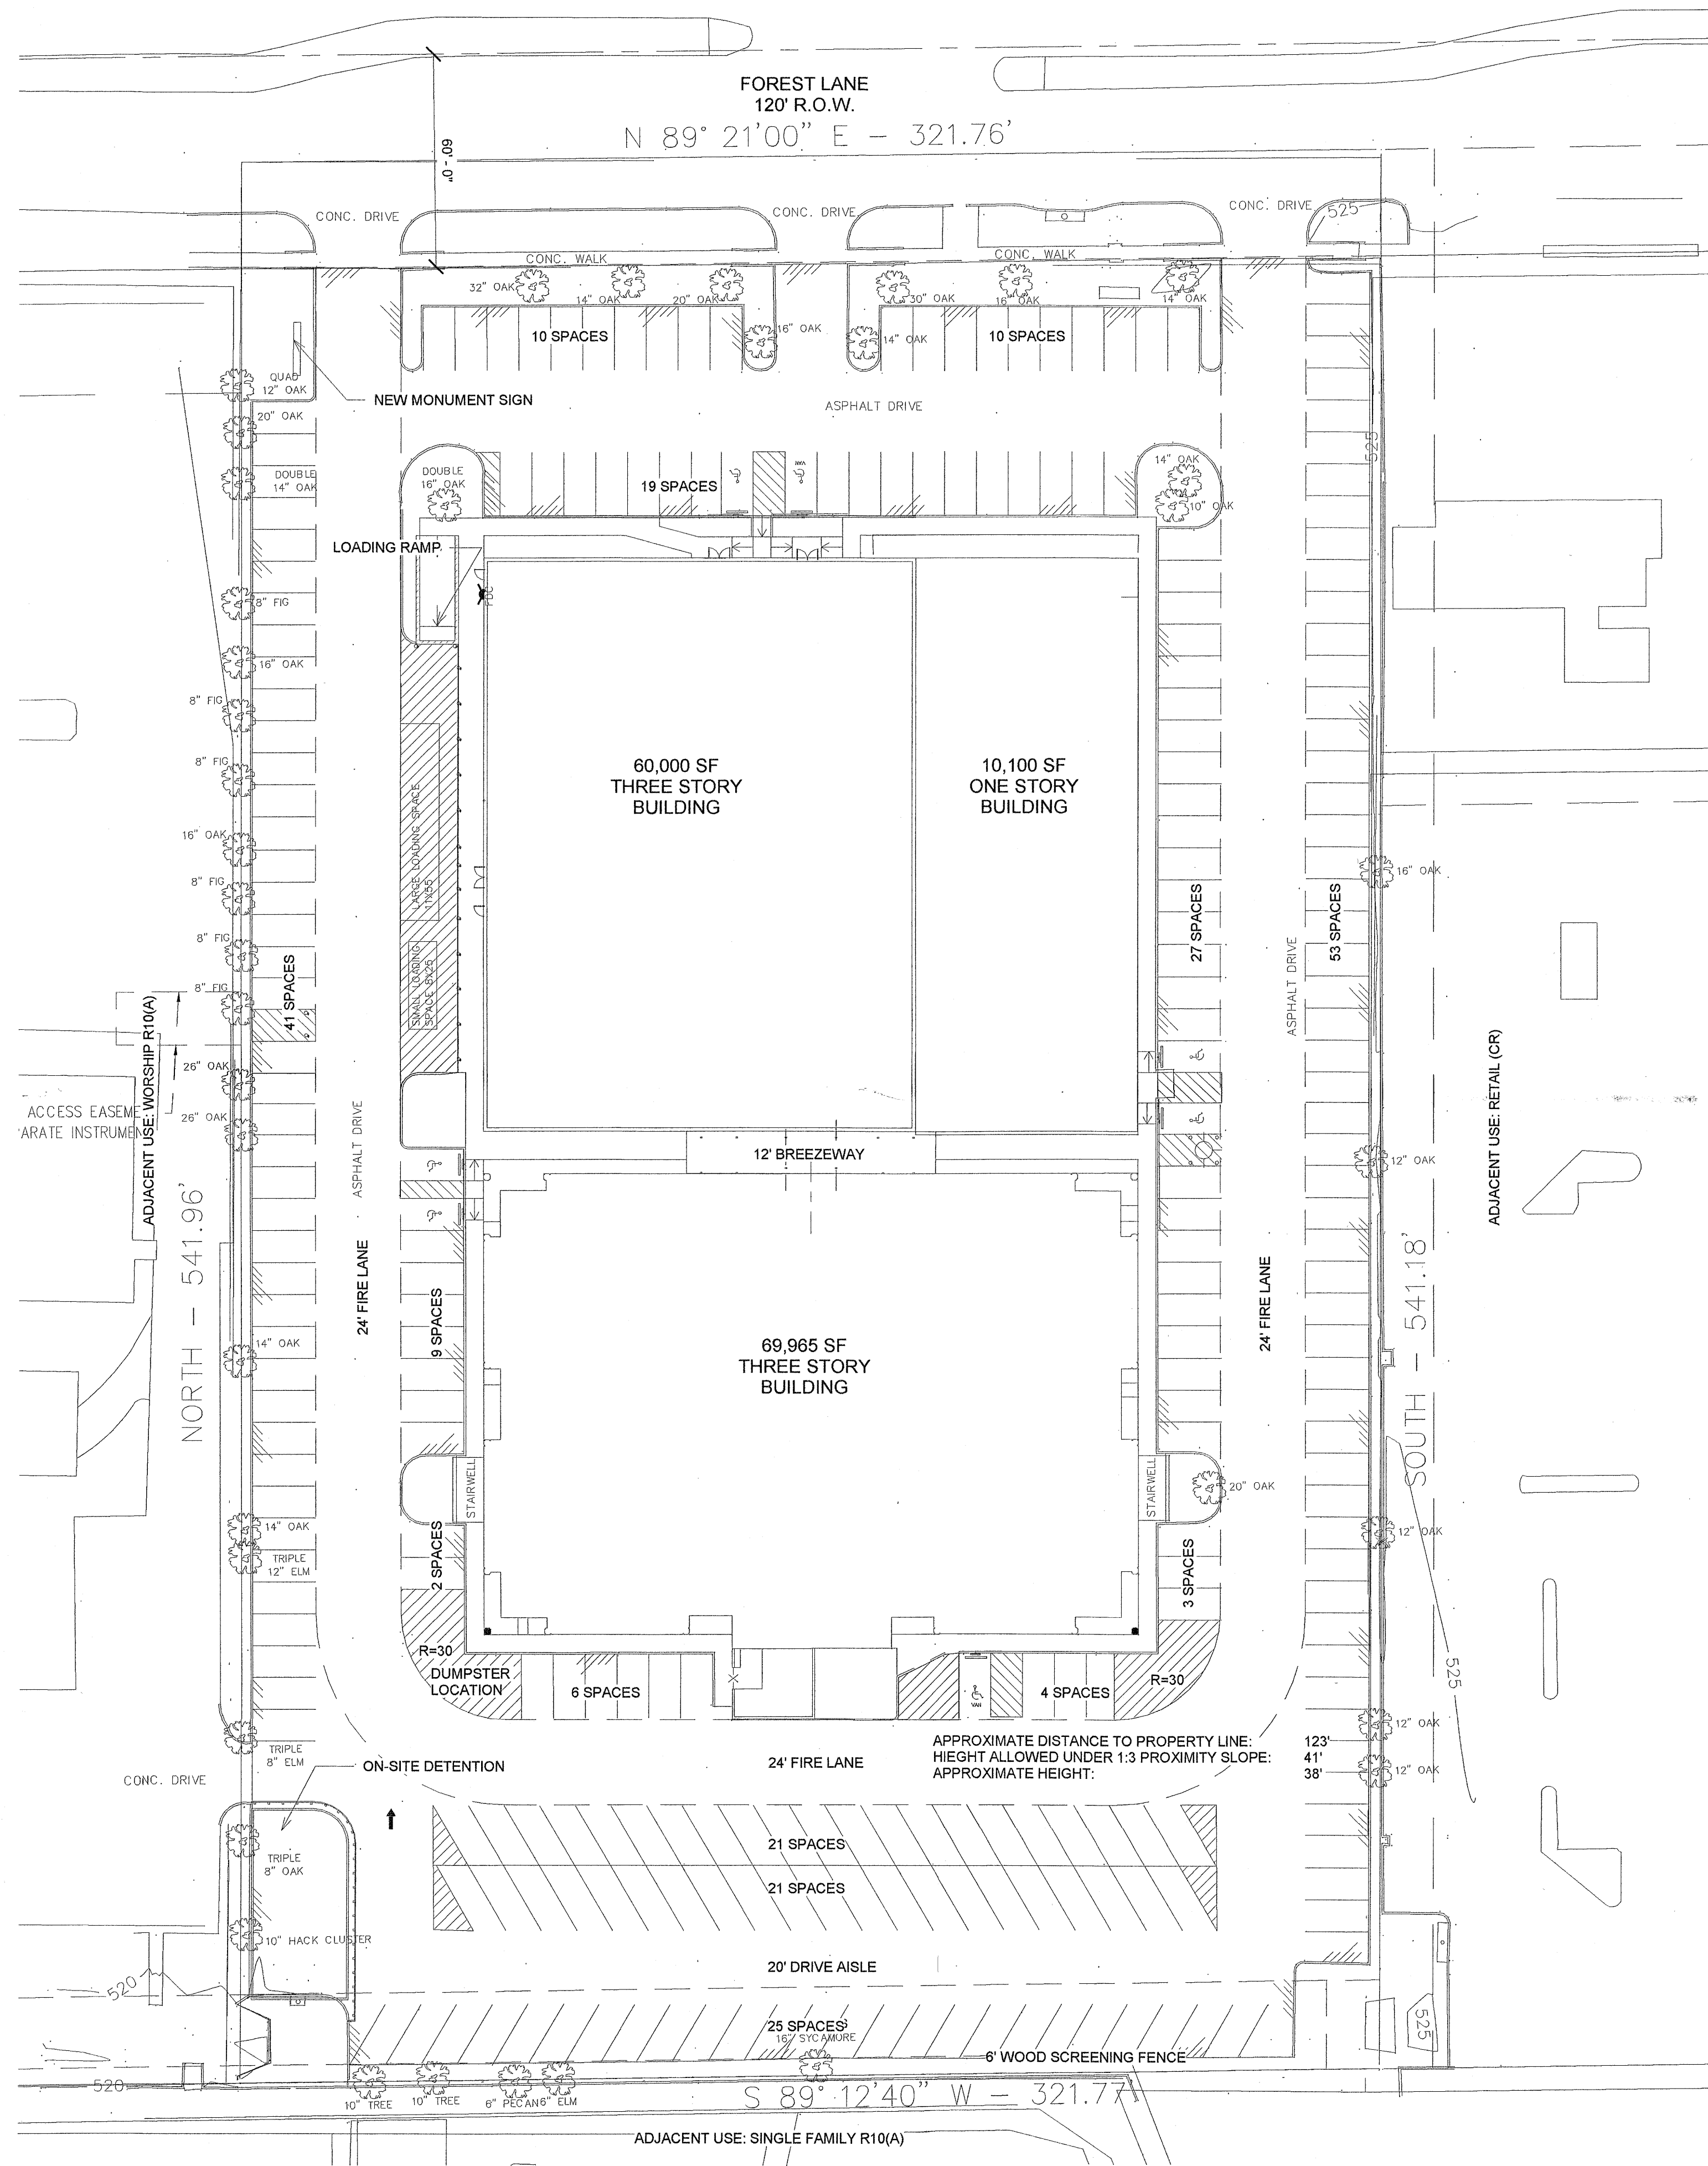 FOREST LANE
120' R.O.W.
N 89° 21'00" E - 321.76'
60'-0"
CONC. DRIVE
CONC. DRIVE
CONC. DRIVE
525
CONC. WALK
CONC. WALK
32" OAK
14" OAK
20" OAK
30" OAK
16" OAK
14" OAK
10 SPACES
16" OAK
14" OAK
10 SPACES
QUAD
12" OAK
NEW MONUMENT SIGN
ASPHALT DRIVE
20" OAK
525
DOUBLE
14" OAK
DOUBLE
16" OAK
19 SPACES
14" OAK
10" OAK
LOADING RAMP
FDC
8" FIG
16" OAK
8" FIG
8" FIG
60,000 SF
THREE STORY
BUILDING
10,100 SF
ONE STORY
BUILDING
LARGE LOADING SPACE
11X55
16" OAK
8" FIG
16" OAK
8" FIG
27 SPACES
53 SPACES
SMALL LOADING
SPACE 8X25
41 SPACES
8" FIG
ASPHALT DRIVE
26" OAK
ADJACENT USE: WORSHIP R10(A)
ACCESS EASEME
ARATE INSTRUMEN
26" OAK
ADJACENT USE: RETAIL (CR)
ASPHALT DRIVE
12' BREEZEWAY
12" OAK
NORTH - 541.96'
24' FIRE LANE
9 SPACES
24' FIRE LANE
SOUTH - 541.18'
14" OAK
69,965 SF
THREE STORY
BUILDING
STAIRWELL
STAIRWELL
20" OAK
14" OAK
TRIPLE
12" ELM
2 SPACES
3 SPACES
12" OAK
R=30
DUMPSTER
LOCATION
6 SPACES
VAN
4 SPACES
R=30
525
12" OAK
TRIPLE
8" ELM
ON-SITE DETENTION
24' FIRE LANE
APPROXIMATE DISTANCE TO PROPERTY LINE: 123'
HIEGHT ALLOWED UNDER 1:3 PROXIMITY SLOPE: 41'
APPROXIMATE HEIGHT: 38'
12" OAK
CONC. DRIVE
21 SPACES
TRIPLE
8" OAK
21 SPACES
10" HACK CLUSTER
20' DRIVE AISLE
520
25 SPACES
16" SYCAMORE
525
6' WOOD SCREENING FENCE
520
10" TREE
10" TREE
6" PECAN
6" ELM
S 89° 12'40" W - 321.77'
ADJACENT USE: SINGLE FAMILY R10(A)